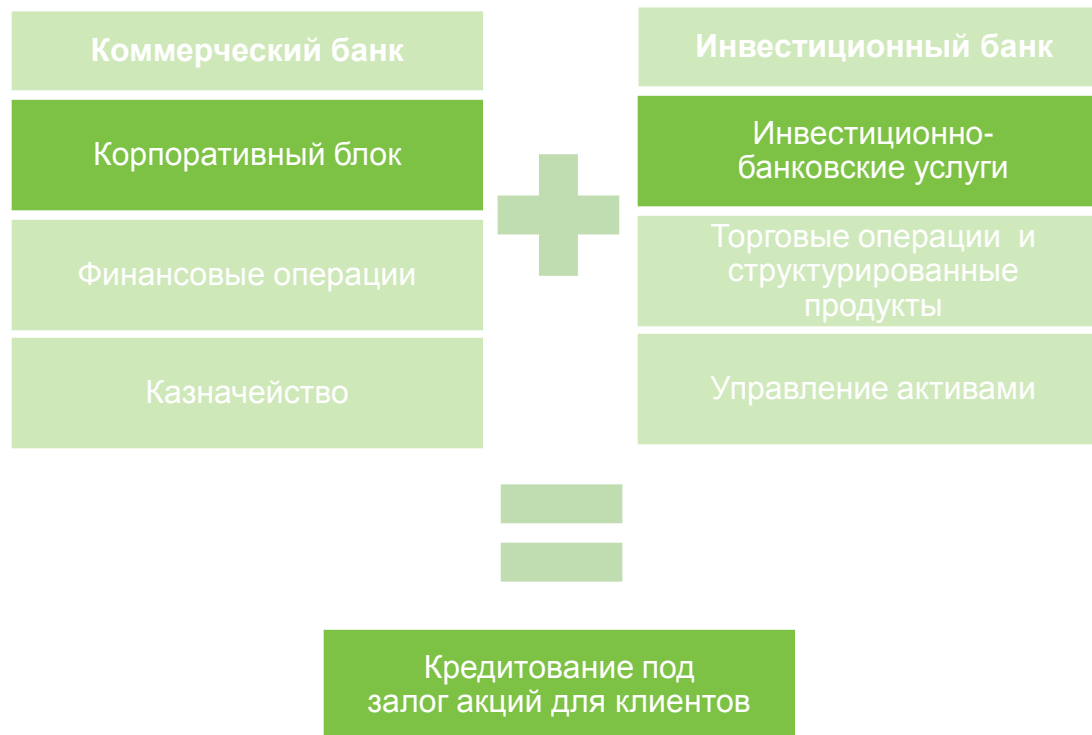 Коммерческий банк
Корпоративный блок
Финансовые операции
Казначейство
Инвестиционный банк
Инвестиционно-
банковские услуги
Торговые операции и
структурированные
продукты
Управление активами
Кредитование под
залог акций для клиентов